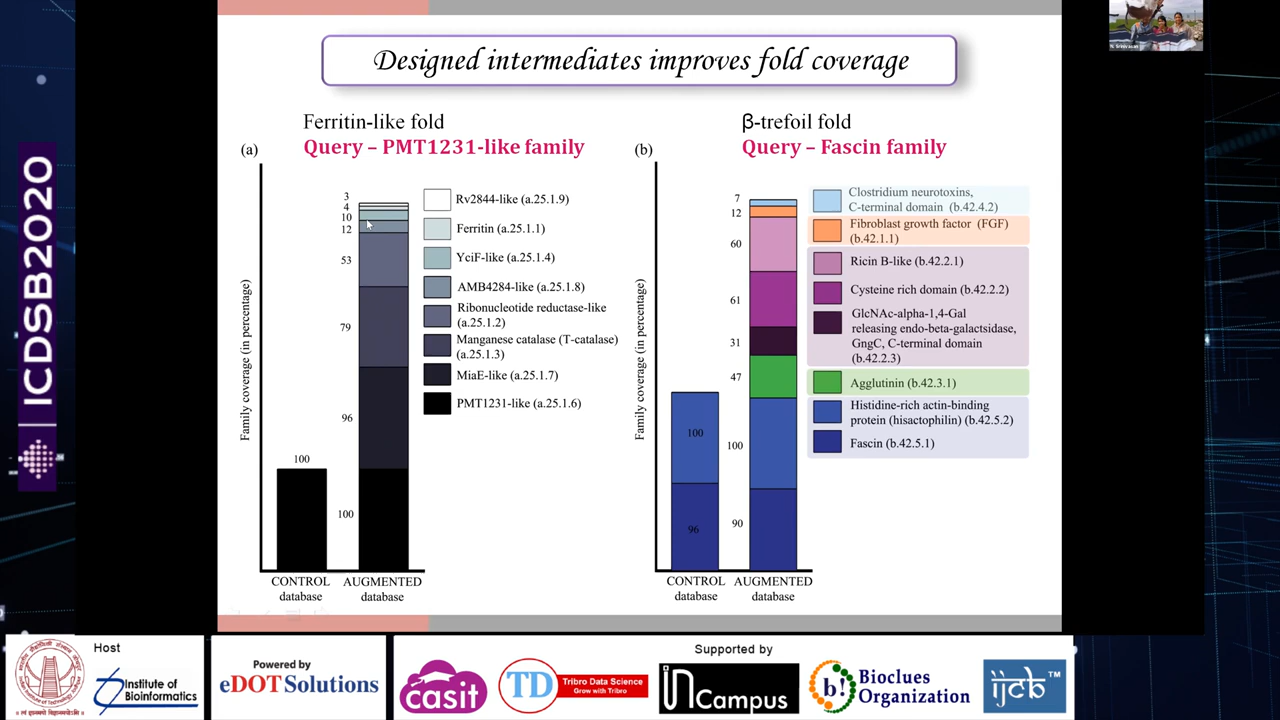 Designed intermediates improves fold coverage
Ferritin-like fold
Query – PMT1231-like family
(a)
Family coverage (in percentage)
100
CONTROL
database
3
4
10
12
53
79
96
100
AUGMENTED
database
Rv2844-like (a.25.1.9)
Ferritin (a.25.1.1)
YciF-like (a.25.1.4)
AMB4284-like (a.25.1.8)
Ribonucleotide reductase-like
(a.25.1.2)
Manganese catalase (T-catalase)
(a.25.1.3)
MiaE-like (a.25.1.7)
PMT1231-like (a.25.1.6)
β-trefoil fold
Query – Fascin family
(b)
Family coverage (in percentage)
100
96
CONTROL
database
7
12
60
61
31
47
100
90
AUGMENTED
database
Clostridium neurotoxins,
C-terminal domain (b.42.4.2)
Fibroblast growth factor (FGF)
(b.42.1.1)
Ricin B-like (b.42.2.1)
Cysteine rich domain (b.42.2.2)
GlcNAc-alpha-1,4-Gal
releasing endo-beta-galactsidase,
GngC, C-terminal domain
(b.42.2.3)
Agglutinin (b.42.3.1)
Histidine-rich actin-binding
protein (hisactophilin) (b.42.5.2)
Fascin (b.42.5.1)
N. Srinivasan
ICDSB2020
Host
Institute of
Bioinformatics
Powered by
eDOT Solutions
Supported by
casit
TD
Tribro Data Science
Grow with Tribro
inCampus
b!
Bioclues
Organization
ijcb™